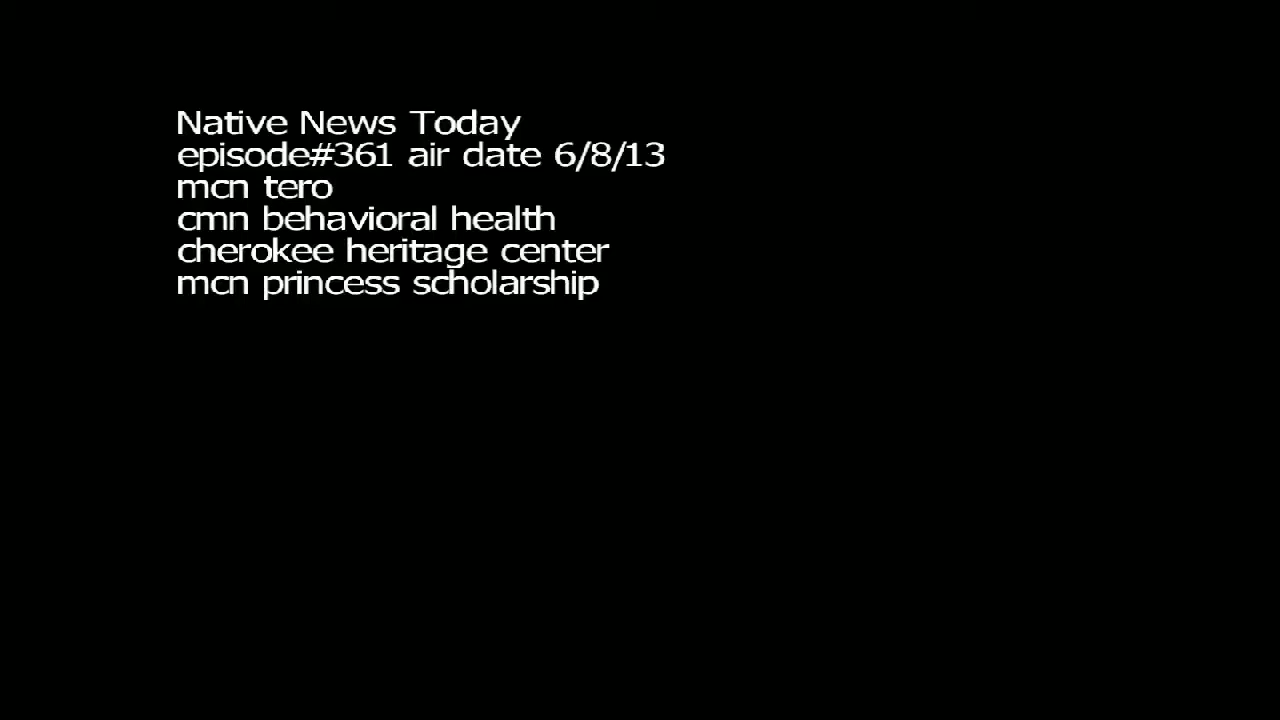 Native News Today
episode#361 air date 6/8/13
mcn tero
cmn behavioral health
cherokee heritage center
mcn princess scholarship